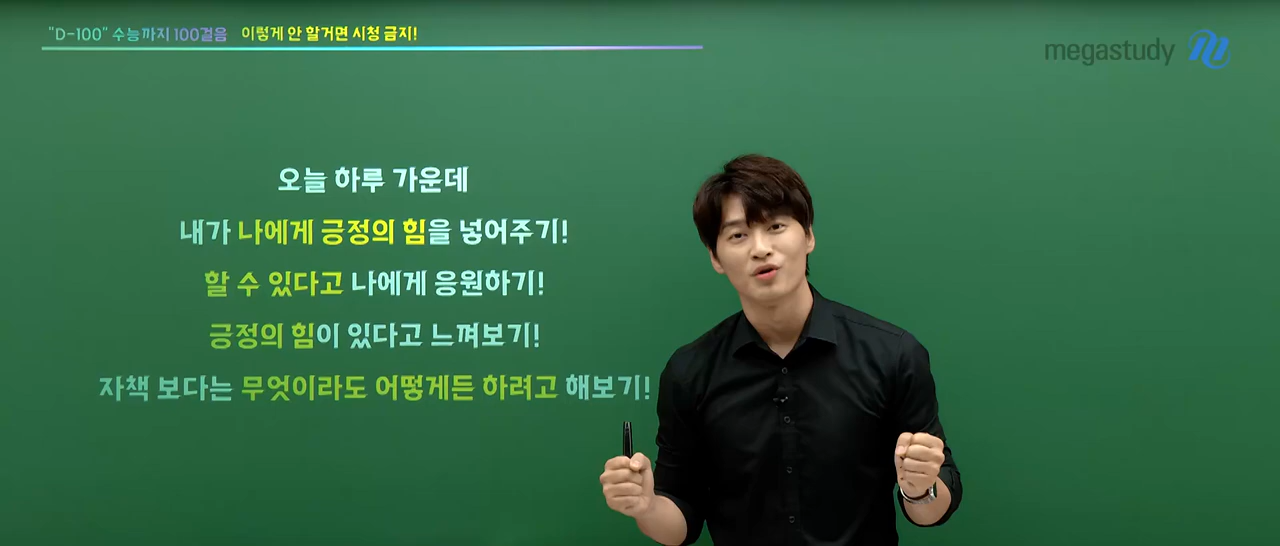 "D-100" 수능까지 100걸음 이렇게 안 할거면 시청 금지!
megastudy
오늘 하루 가운데
내가 나에게 긍정의 힘을 넣어주기!
할 수 있다고 나에게 응원하기!
긍정의 힘이 있다고 느껴보기!
자책 보다는 무엇이라도 어떻게든 하려고 해보기!